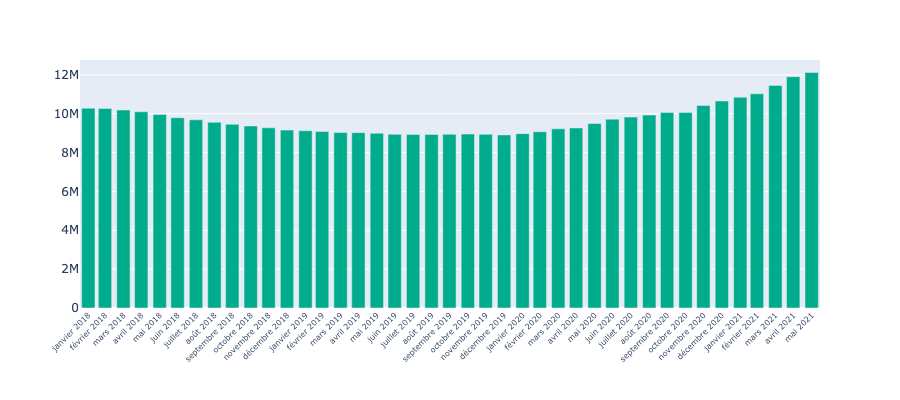 12M
10M
8M
6M
4M
2M
0
janvier 2018
février 2018
mars 2018
avril 2018
mai 2018
juin 2018
juillet 2018
août 2018
septembre 2018
octobre 2018
novembre 2018
décembre 2018
janvier 2019
février 2019
mars 2019
avril 2019
mai 2019
juin 2019
juillet 2019
août 2019
septembre 2019
octobre 2019
novembre 2019
décembre 2019
janvier 2020
février 2020
mars 2020
avril 2020
mai 2020
juin 2020
juillet 2020
août 2020
septembre 2020
octobre 2020
novembre 2020
décembre 2020
janvier 2021
février 2021
mars 2021
avril 2021
mai 2021